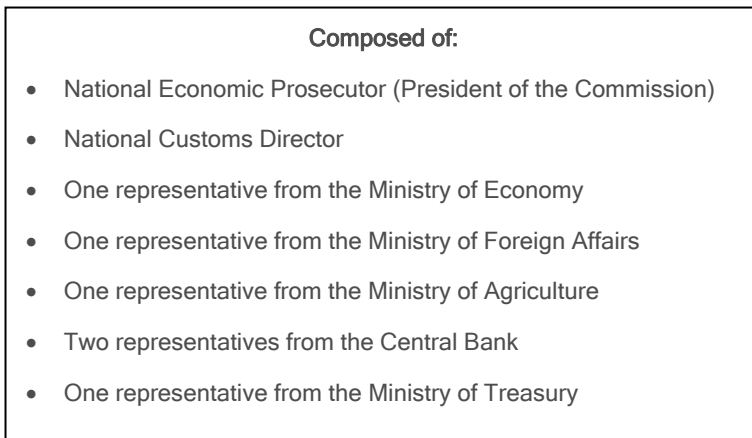 Composed of:
• National Economic Prosecutor (President of the Commission)
• National Customs Director
• One representative from the Ministry of Economy
• One representative from the Ministry of Foreign Affairs
• One representative from the Ministry of Agriculture
• Two representatives from the Central Bank
• One representative from the Ministry of Treasury